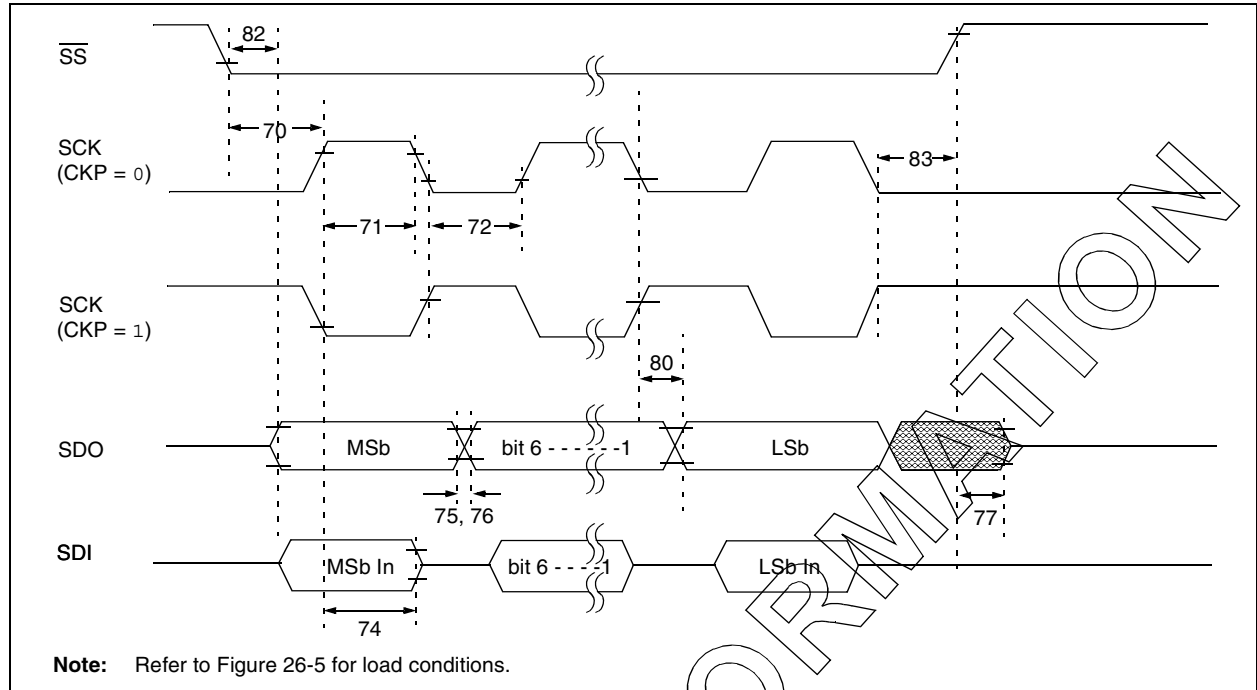 82
SS
70
SCK
(CKP = 0)
83
71
72
SCK
(CKP = 1)
80
SDO
MSb
bit 6 - - - - - -1
LSb
75, 76
77
SDI
MSb In
bit 6 - - - -1
LSb In
74
Note: Refer to Figure 26-5 for load conditions.
ORMATION